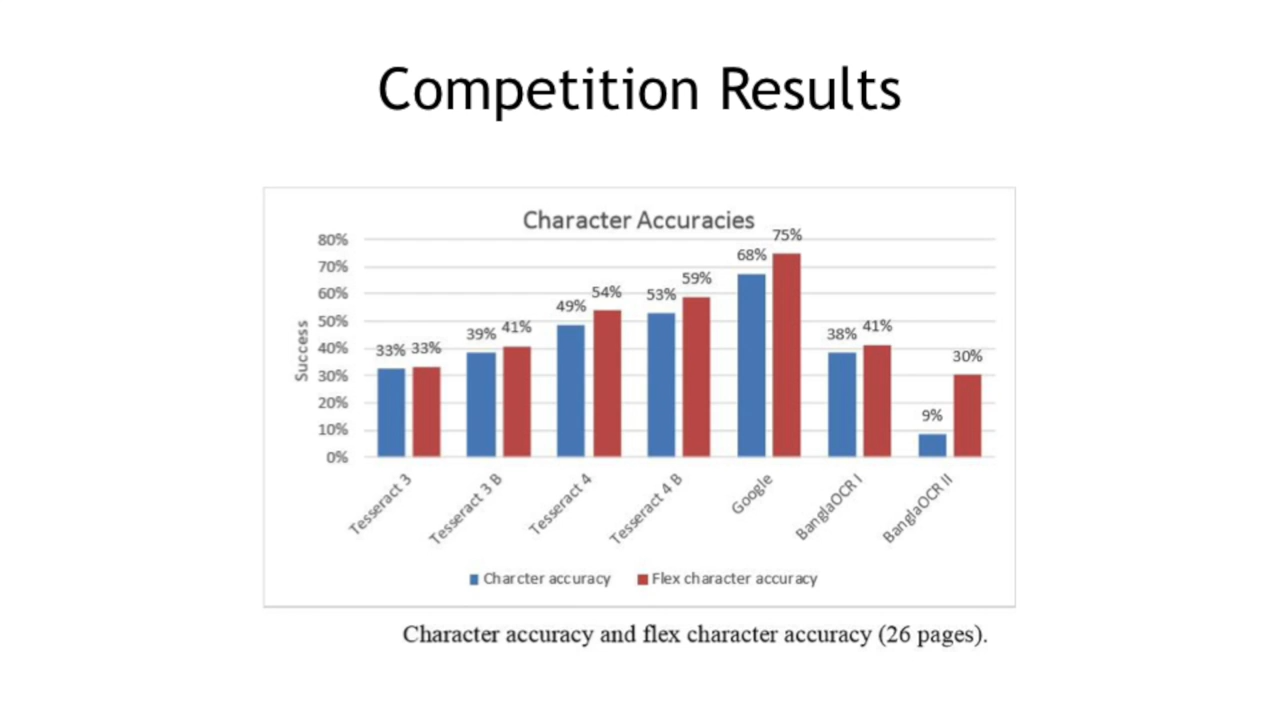 Competition Results
Character Accuracies
80%
70%
60%
50%
40%
30%
20%
10%
0%
Success
33% 33%
39% 41%
49% 54%
53% 59%
68% 75%
38% 41%
9% 30%
Tesseract 3
Tesseract 3 B
Tesseract 4
Tesseract 4 B
Google
BanglaOCR I
BanglaOCR II
Charcter accuracy
Flex character accuracy
Character accuracy and flex character accuracy (26 pages).